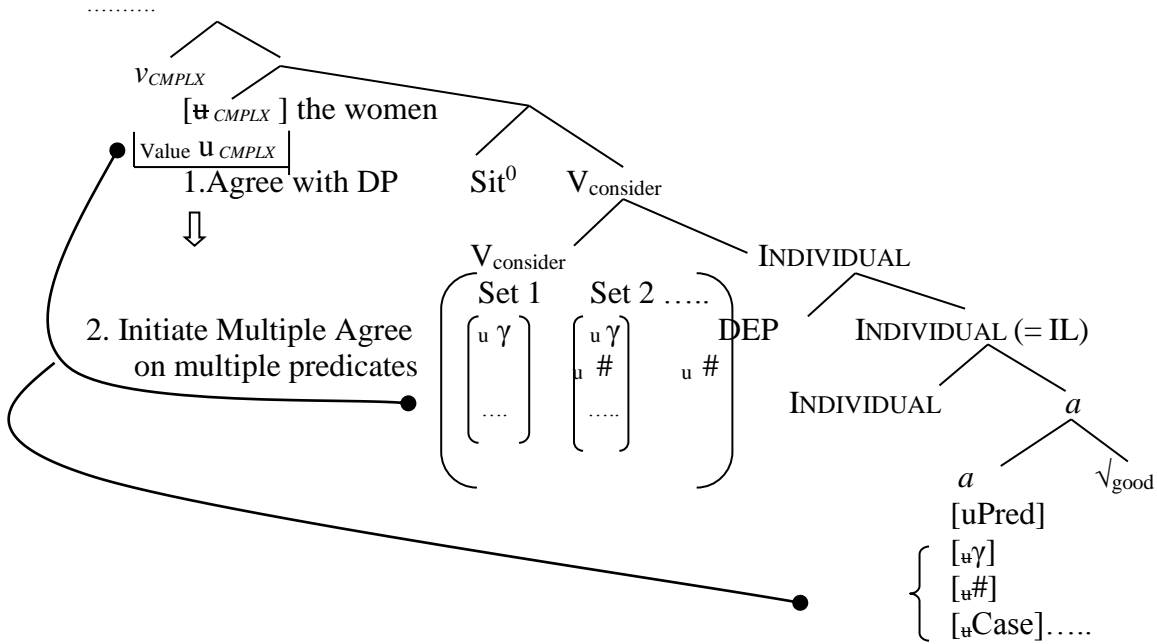 ………
vCMPLX
[u CMPLX ] the women
Value u CMPLX
1.Agree with DP Sit0 Vconsider
⇩
Vconsider INDIVIDUAL
Set 1 Set 2 …..
2. Initiate Multiple Agree u γ u γ DEP INDIVIDUAL (= IL)
on multiple predicates u # u #
…. ….. INDIVIDUAL a
a √good
[uPred]
[uγ]
[u#]
[uCase]…..